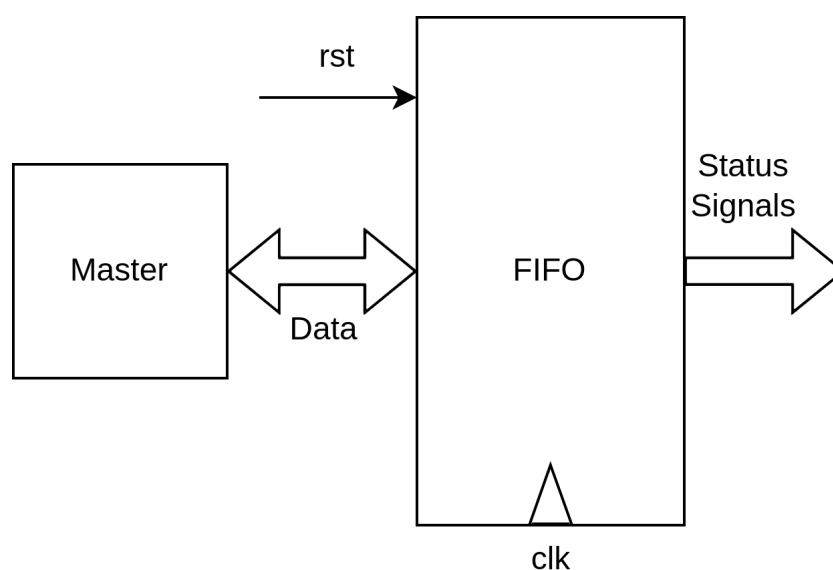 rst
Status
Signals
Master
FIFO
Data
clk